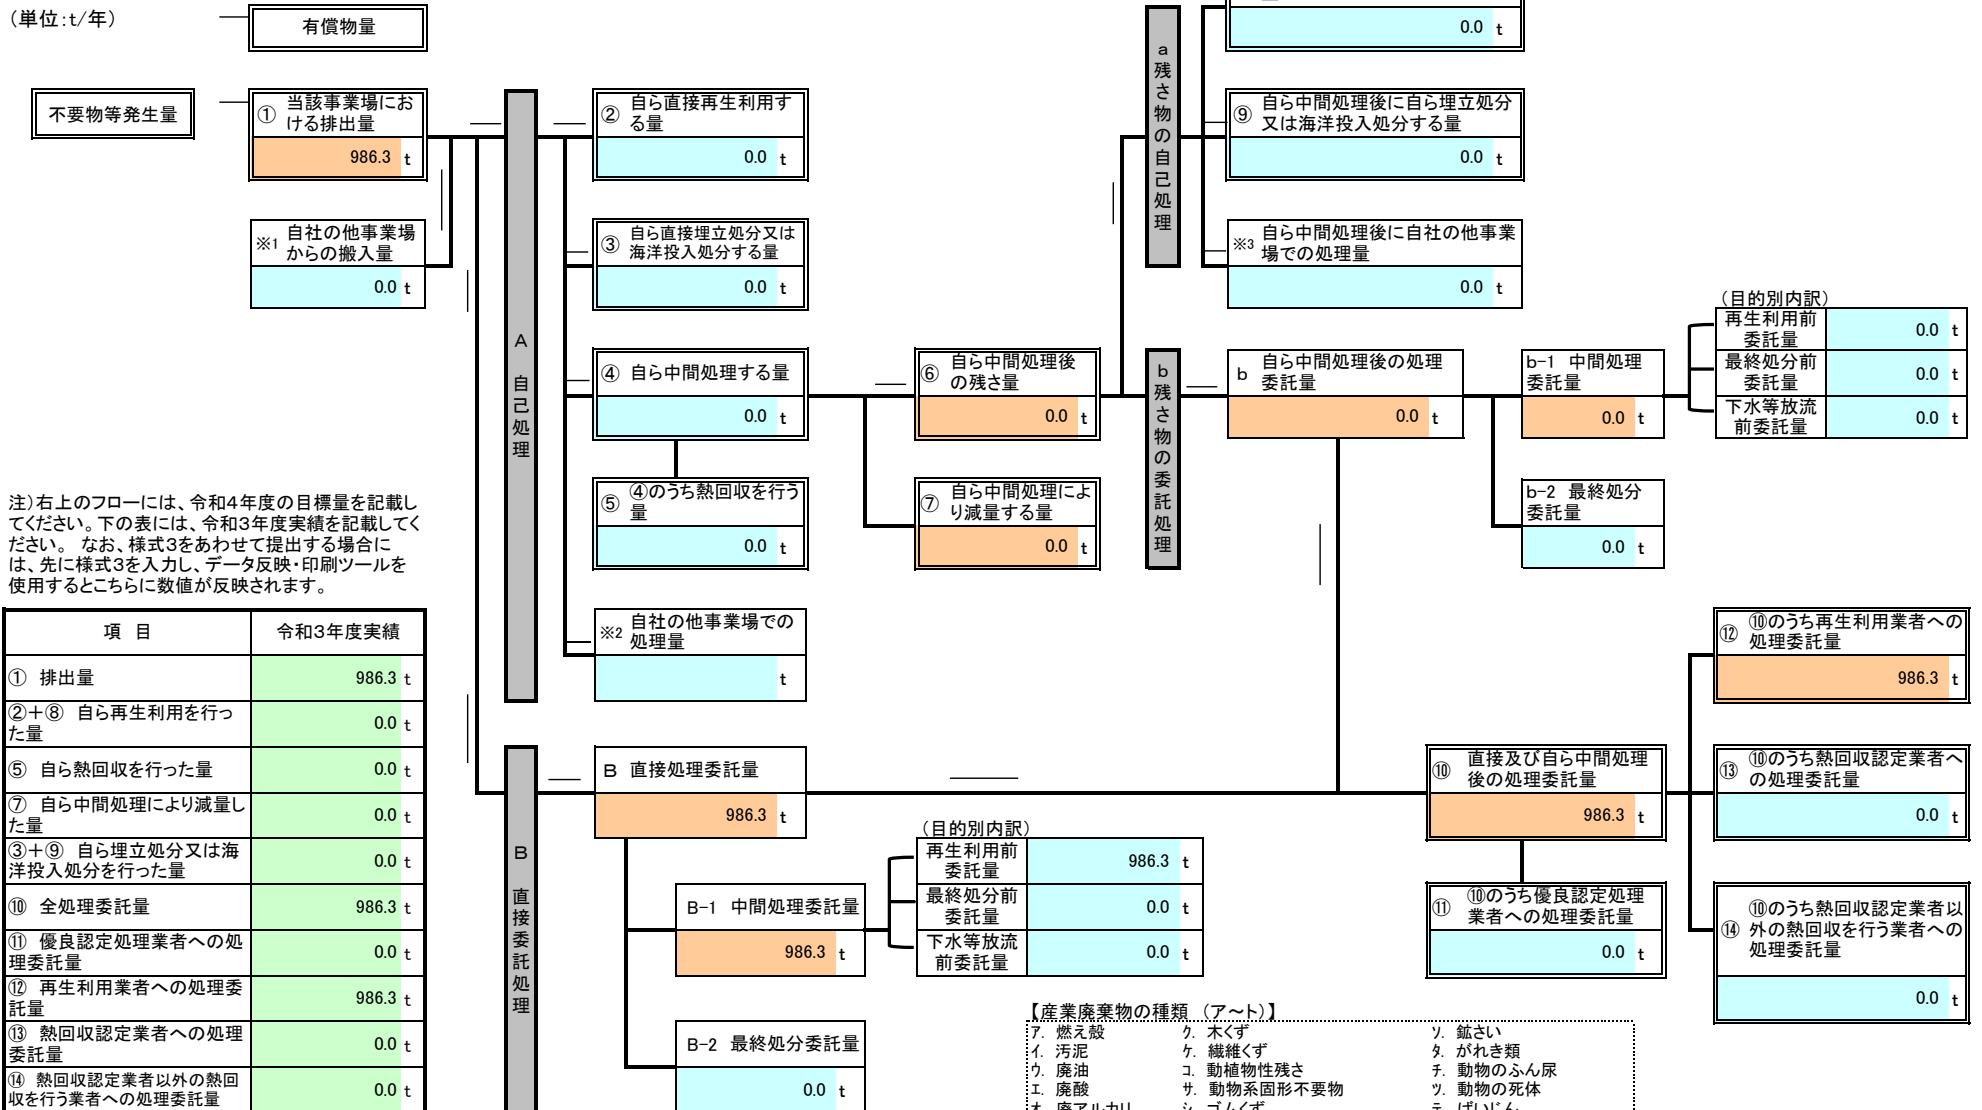 （単位：t/年）
有償物量
0.0 t
不要物等発生量
① 当該事業場にお
ける排出量
986.3 t
※1 自社の他事業場
からの搬入量
0.0 t
A 自己処理
② 自ら直接再生利用す
る量
0.0 t
③ 自ら直接埋立処分又は
海洋投入処分する量
0.0 t
④ 自ら中間処理する量
0.0 t
⑤ ④のうち熱回収を行う
量
0.0 t
※2 自社の他事業場での
処理量
t
⑥ 自ら中間処理後
の残さ量
0.0 t
⑦ 自ら中間処理によ
り減量する量
0.0 t
a 残さ物の自己処理
⑨ 自ら中間処理後に自ら埋立処分
又は海洋投入処分する量
0.0 t
※3 自ら中間処理後に自社の他事業
場での処理量
0.0 t
b 残さ物の委託処理
b 自ら中間処理後の処理
委託量
0.0 t
b-1 中間処理
委託量
0.0 t
b-2 最終処分
委託量
0.0 t
（目的別内訳）
再生利用前
委託量 0.0 t
最終処分前
委託量 0.0 t
下水等放流
前委託量 0.0 t
注）右上のフローには、令和４年度の目標量を記載し
てください。下の表には、令和３年度実績を記載してく
ださい。 なお、様式３をあわせて提出する場合に
は、先に様式３を入力し、データ反映・印刷ツールを
使用するとこちらに数値が反映されます。
項 目 令和３年度実績
① 排出量 986.3 t
②＋⑧ 自ら再生利用を行っ
た量 0.0 t
⑤ 自ら熱回収を行った量 0.0 t
⑦ 自ら中間処理により減量し
た量 0.0 t
③＋⑨ 自ら埋立処分又は海
洋投入処分を行った量 0.0 t
⑩ 全処理委託量 986.3 t
⑪ 優良認定処理業者への処
理委託量 0.0 t
⑫ 再生利用業者への処理委
託量 986.3 t
⑬ 熱回収認定業者への処理
委託量 0.0 t
⑭ 熱回収認定業者以外の熱回
収を行う業者への処理委託量 0.0 t
B 直接委託処理
B 直接処理委託量
986.3 t
B-1 中間処理委託量
986.3 t
B-2 最終処分委託量
0.0 t
（目的別内訳）
再生利用前
委託量 986.3 t
最終処分前
委託量 0.0 t
下水等放流
前委託量 0.0 t
⑩ 直接及び自ら中間処理
後の処理委託量
986.3 t
⑪ ⑩のうち優良認定処理
業者への処理委託量
0.0 t
⑫ ⑩のうち再生利用業者への
処理委託量
986.3 t
⑬ ⑩のうち熱回収認定業者へ
の処理委託量
0.0 t
⑭ ⑩のうち熱回収認定業者以
外の熱回収を行う業者への
処理委託量
0.0 t
【産業廃棄物の種類 （ア～ト）】
ｱ. 燃え殻 ｸ. 木くず ｿ. 鉱さい
ｲ. 汚泥 ｹ. 繊維くず ﾀ. がれき類
ｳ. 廃油 ｺ. 動植物性残さ ﾁ. 動物のふん尿
ｴ. 廃酸 ｻ. 動物系固形不要物 ﾂ. 動物の死体
ｵ. 廃アルカリ ｼ. ゴムくず ﾃ. ばいじん